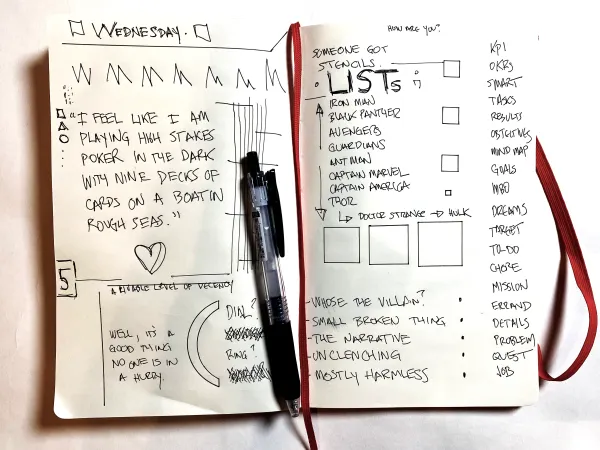 WEDNESDAY.
W M M M M M M
"I FEEL LIKE I AM
PLAYING HIGH STAKES
POKER IN THE DARK
WITH NINE DECKS OF
CARDS ON A BOAT IN
ROUGH SEAS."
5
LEVEL OF DECENCY
WELL, IT'S A
GOOD THING
NO ONE IS IN
A HURRY.
DIAL?
RING?
HOW ARE YOU?
SOMEONE GOT
STENCILS.
LISTs
IRON MAN
BLACK PANTHER
AVENGERS
GUARDIANS
ANT MAN
CAPTAIN MARVEL
CAPTAIN AMERICA
THOR
DOCTOR STRANGE → HULK
- WHOSE THE VILLAN?
- SMALL BROKEN THING
- THE NARRATIVE
- UNCLENCHING
- MOSTLY HARMLESS
KPI
OKRS
SMART
TASKS
RESULTS
OBJECTIVES
MIND MAP
GOALS
MBO
DREAMS
TARGET
TO-DO
CHORE
MISSION
ERRAND
DETAILS
PROBLEM
QUEST
JOB